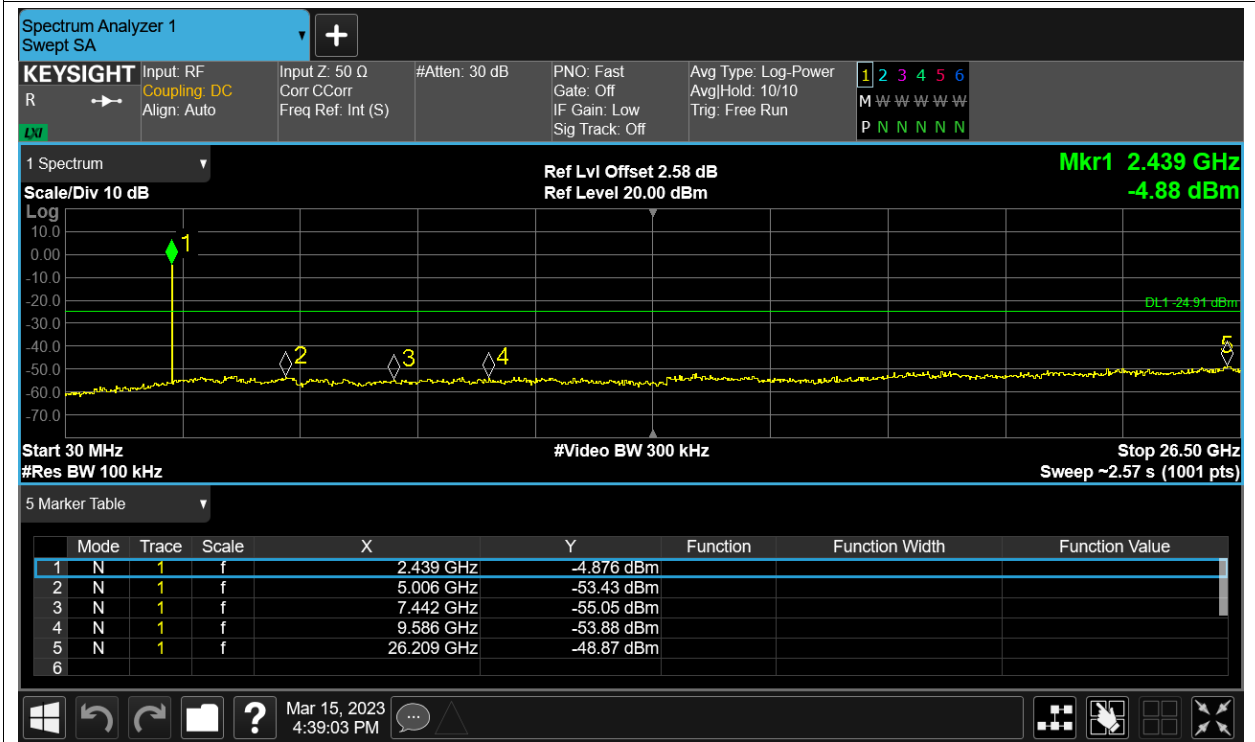 Spectrum Analyzer 1
Swept SA
+
KEYSIGHT Input: RF Input Z: 50 Ω #Atten: 30 dB PNO: Fast Avg Type: Log-Power 1 2 3 4 5 6
R Coupling: DC Corr CCorr Gate: Off Avg|Hold: 10/10 M W W W W W
Align: Auto Freq Ref: Int (S) IF Gain: Low Trig: Free Run
LXI Sig Track: Off P N N N N N
1 Spectrum Ref Lvl Offset 2.58 dB Mkr1 2.439 GHz
Scale/Div 10 dB Ref Level 20.00 dBm -4.88 dBm
Log
10.0
1
0.00
-10.0
-20.0
DL1 -24.91 dBm
-30.0
-40.0
2 3 4 5
-50.0
-60.0
-70.0
Start 30 MHz #Video BW 300 kHz Stop 26.50 GHz
#Res BW 100 kHz Sweep ~2.57 s (1001 pts)
5 Marker Table
Mode Trace Scale X Y Function Function Width Function Value
1 N 1 f 2.439 GHz -4.876 dBm
2 N 1 f 5.006 GHz -53.43 dBm
3 N 1 f 7.442 GHz -55.05 dBm
4 N 1 f 9.586 GHz -53.88 dBm
5 N 1 f 26.209 GHz -48.87 dBm
6
? Mar 15, 2023
4:39:03 PM